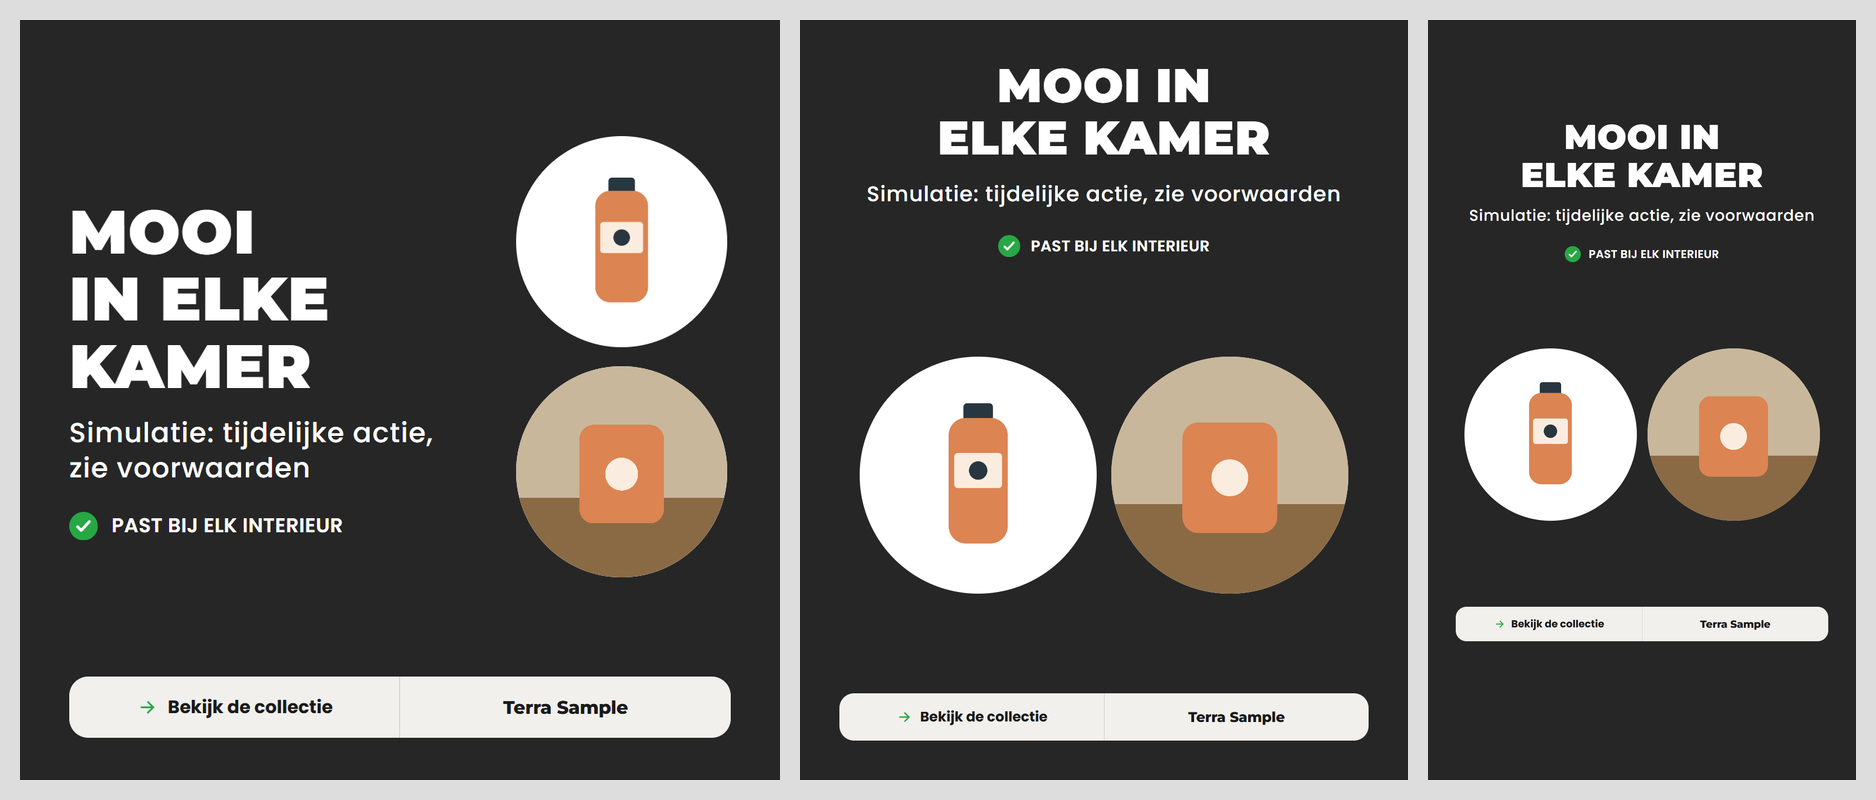 MOOI
IN ELKE
KAMER
Simulatie: tijdelijke actie,
zie voorwaarden
PAST BIJ ELK INTERIEUR
Bekijk de collectie
Terra Sample
MOOI IN
ELKE KAMER
Simulatie: tijdelijke actie, zie voorwaarden
PAST BIJ ELK INTERIEUR
Bekijk de collectie
Terra Sample
MOOI IN
ELKE KAMER
Simulatie: tijdelijke actie, zie voorwaarden
PAST BIJ ELK INTERIEUR
Bekijk de collectie
Terra Sample